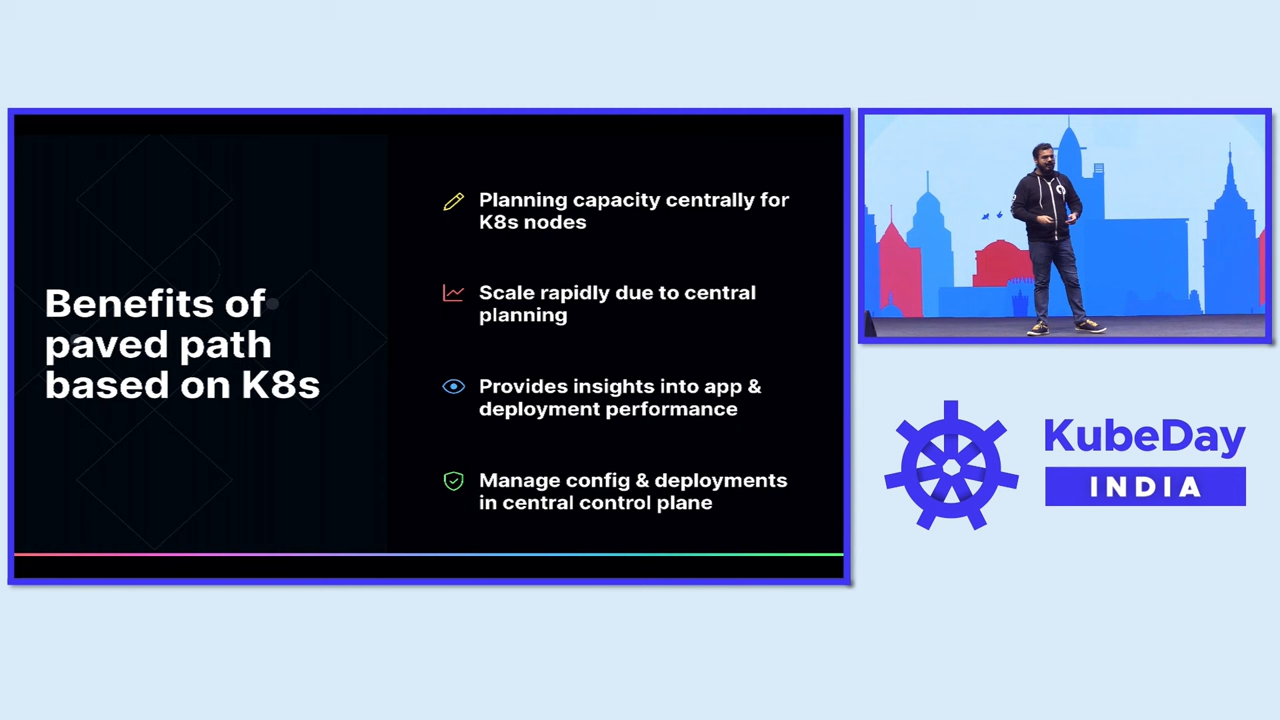 Benefits of
paved path
based on K8s
Planning capacity centrally for
K8s nodes
Scale rapidly due to central
planning
Provides insights into app &
deployment performance
Manage config & deployments
in central control plane
KubeDay
INDIA